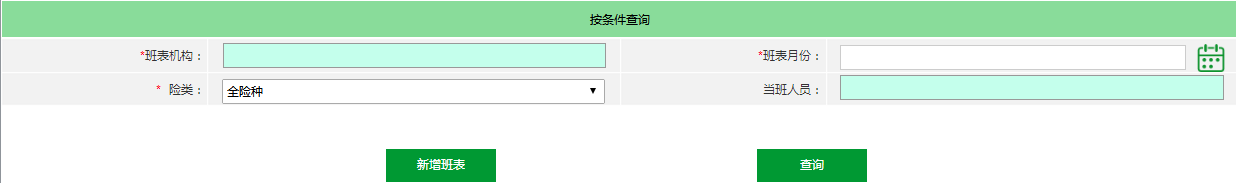 按条件查询
*班表机构：
*班表月份：
* 险类：
全险种
当班人员：
新增班表
查询